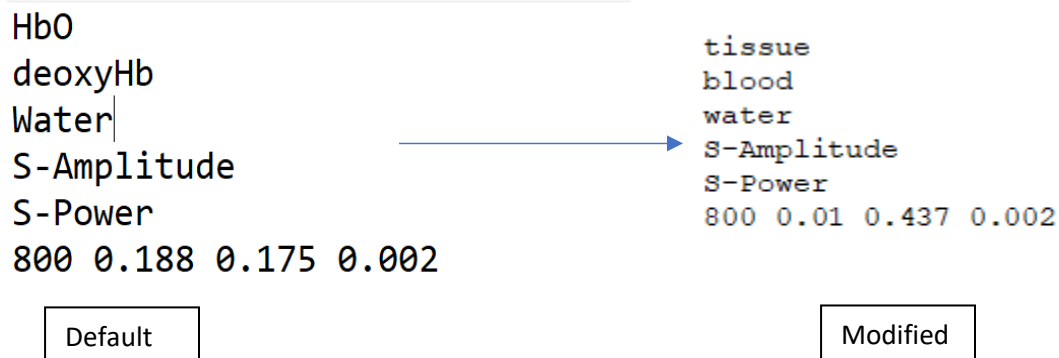 HbO
deoxyHb
Water
S-Amplitude
S-Power
800 0.188 0.175 0.002
Default
tissue
blood
water
S-Amplitude
S-Power
800 0.01 0.437 0.002
Modified